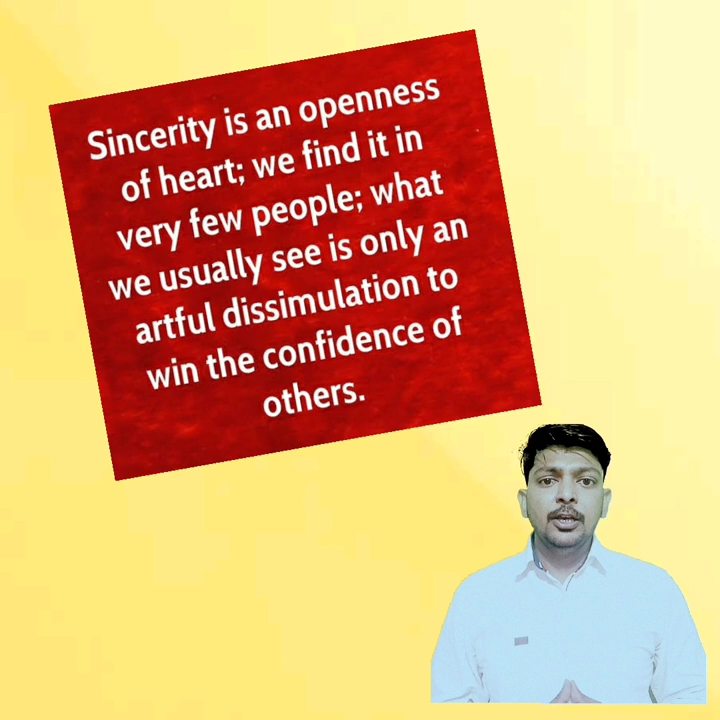 Sincerity is an openness
of heart; we find it in
very few people; what
we usually see is only an
artful dissimulation to
win the confidence of
others.